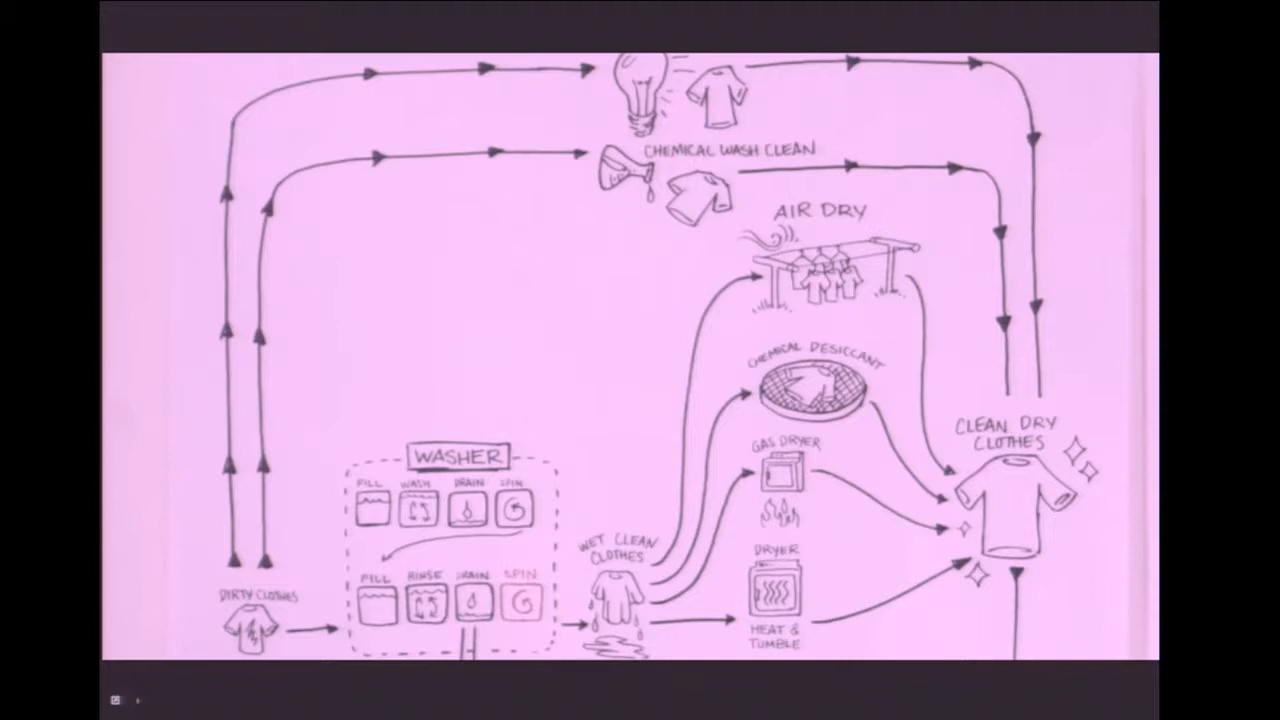 CHEMICAL WASH CLEAN
AIR DRY
CHEMICAL DESICCANT
CLEAN DRY
CLOTHES
GAS DRYER
WASHER
FILL WASH DRAIN SPIN
WET CLEAN
CLOTHES
DRYER
FILL RINSE DRAIN SPIN
DIRTY CLOTHES
HEAT &
TUMBLE